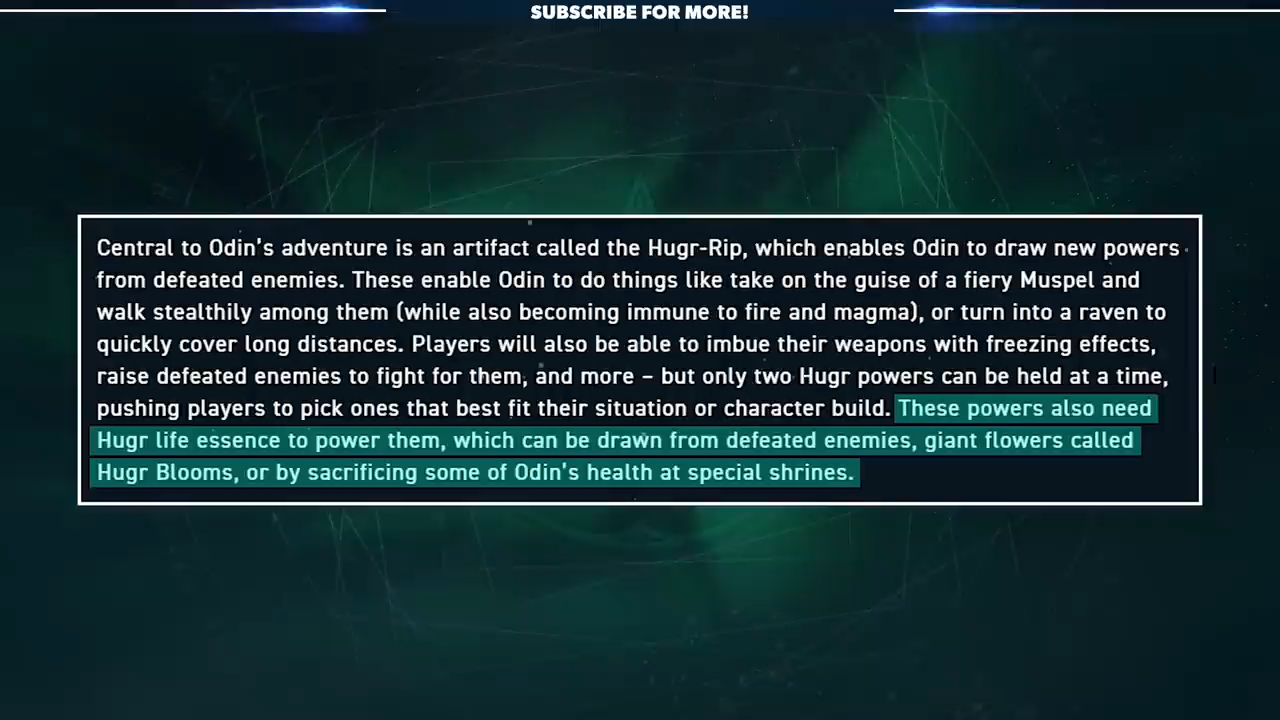 SUBSCRIBE FOR MORE!
Central to Odin's adventure is an artifact called the Hugr-Rip, which enables Odin to draw new powers
from defeated enemies. These enable Odin to do things like take on the guise of a fiery Muspel and
walk stealthily among them (while also becoming immune to fire and magma), or turn into a raven to
quickly cover long distances. Players will also be able to imbue their weapons with freezing effects,
raise defeated enemies to fight for them, and more – but only two Hugr powers can be held at a time,
pushing players to pick ones that best fit their situation or character build. These powers also need
Hugr life essence to power them, which can be drawn from defeated enemies, giant flowers called
Hugr Blooms, or by sacrificing some of Odin's health at special shrines.